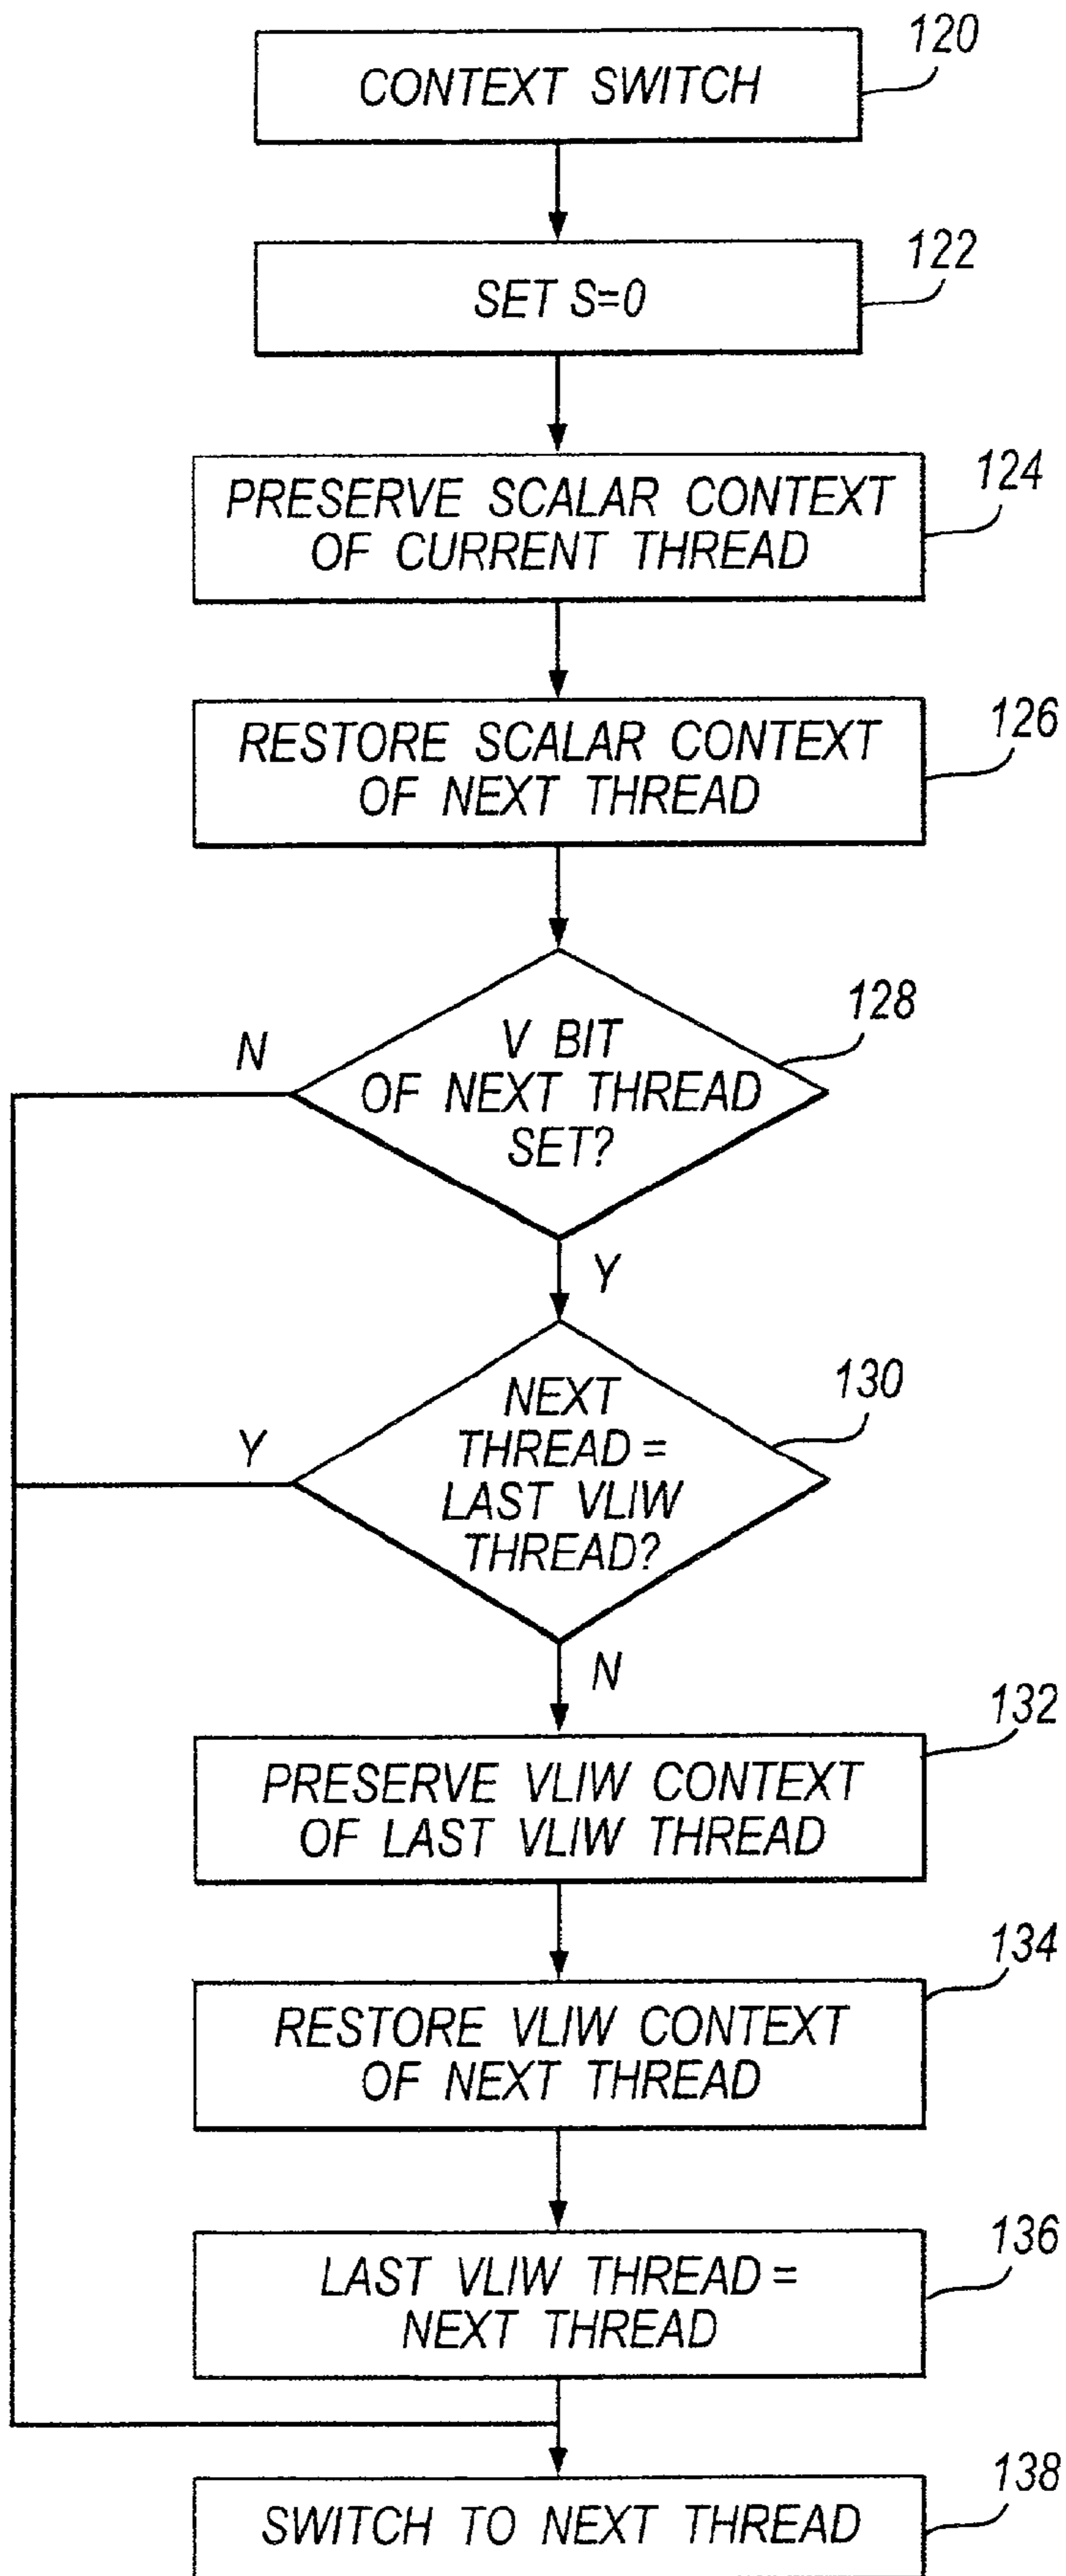 120
CONTEXT SWITCH
122
SET S=0
124
PRESERVE SCALAR CONTEXT
OF CURRENT THREAD
126
RESTORE SCALAR CONTEXT
OF NEXT THREAD
128
N
V BIT
OF NEXT THREAD
SET?
Y
130
Y
NEXT
THREAD =
LAST VLIW
THREAD?
N
132
PRESERVE VLIW CONTEXT
OF LAST VLIW THREAD
134
RESTORE VLIW CONTEXT
OF NEXT THREAD
136
LAST VLIW THREAD =
NEXT THREAD
138
SWITCH TO NEXT THREAD